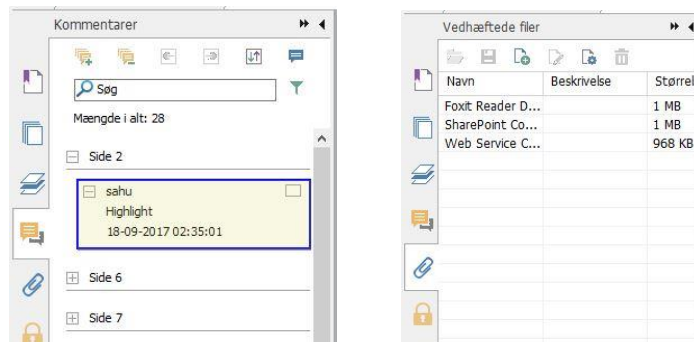 Kommentarer
Søg
Mængde i alt: 28
Side 2
sahu
Highlight
18-09-2017 02:35:01
Side 6
Side 7
Vedhæftede filer
Navn Beskrivelse Størrel
Foxit Reader D... 1 MB
SharePoint Co... 1 MB
Web Service C... 968 KB